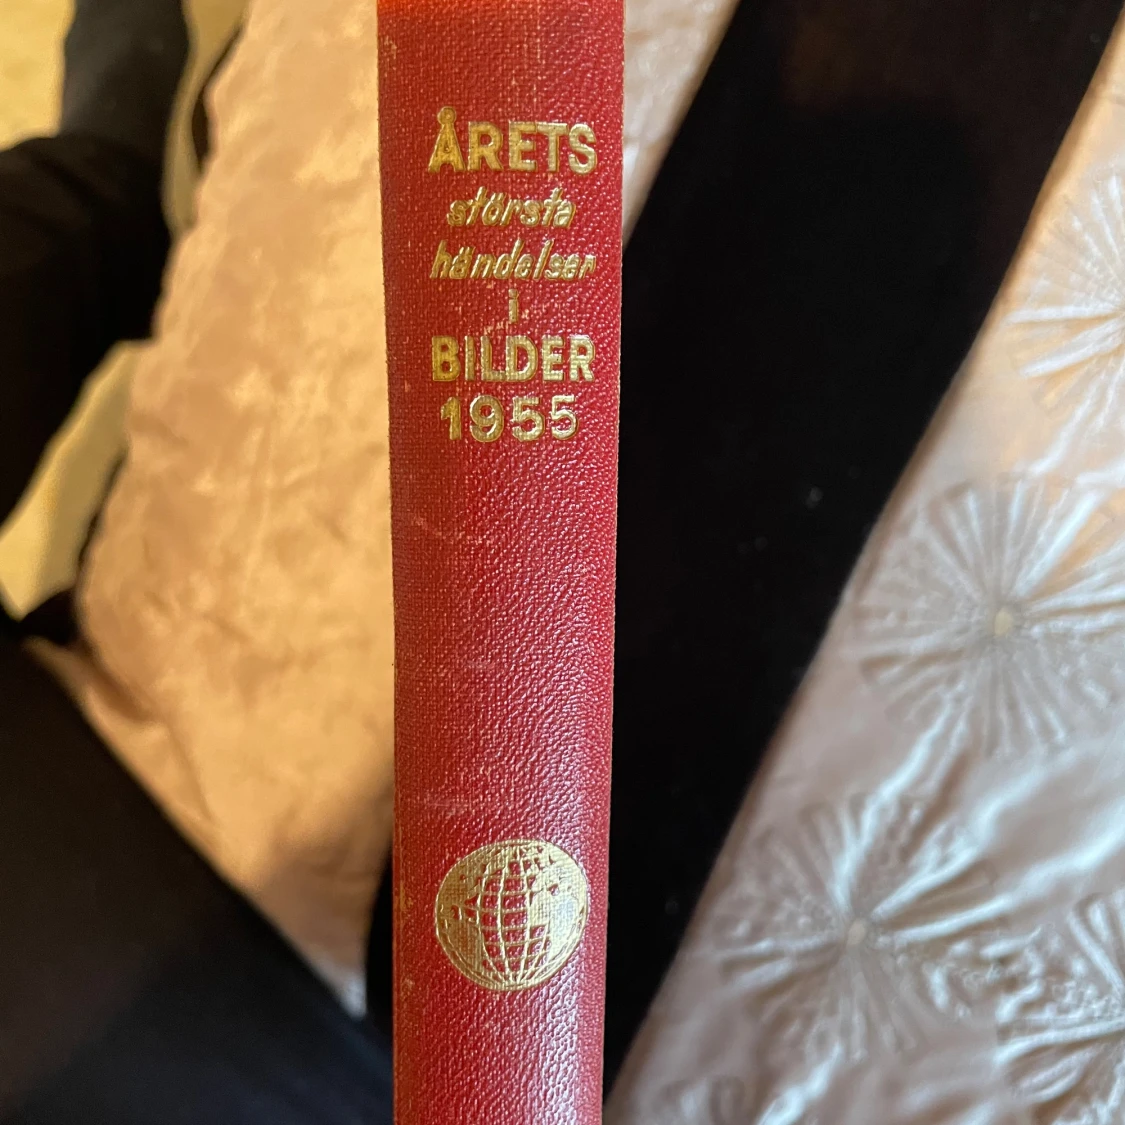 ÅRETS
största
händelser
i
BILDER
1955